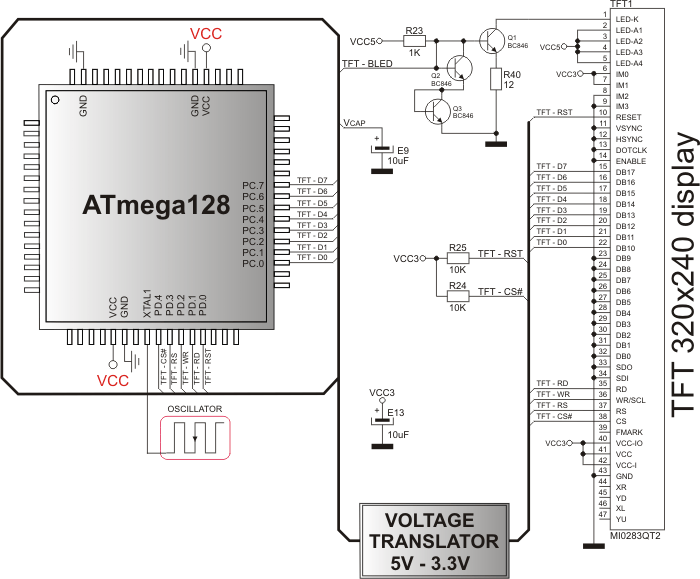 TFT1
VCC
GND
GND
VCC
ATmega128
PC.7
PC.6
PC.5
PC.4
PC.3
PC.2
PC.1
PC.0
TFT - D7
TFT - D6
TFT - D5
TFT - D4
TFT - D3
TFT - D2
TFT - D1
TFT - D0
VCC
GND
XTAL1
PD.4
PD.3
PD.2
PD.1
PD.0
TFT - CS#
TFT - RS
TFT - WR
TFT - RD
TFT - RST
VCC
OSCILLATOR
VCC5
R23
1K
TFT - BLED
Q1
BC846
Q2
BC846
Q3
BC846
R40
12
VCAP
+
E9
10uF
VCC5
VCC3
TFT - RST
TFT - D7
TFT - D6
TFT - D5
TFT - D4
TFT - D3
TFT - D2
TFT - D1
TFT - D0
VCC3
R25
10K
TFT - RST
R24
10K
TFT - CS#
VCC3
+
E13
10uF
TFT - RD
TFT - WR
TFT - RS
TFT - CS#
VCC3
VOLTAGE
TRANSLATOR
5V - 3.3V
1 LED-K
2 LED-A1
3 LED-A2
4 LED-A3
5 LED-A4
6 IM0
7 IM1
8 IM2
9 IM3
10 RESET
11 VSYNC
12 HSYNC
13 DOTCLK
14 ENABLE
15 DB17
16 DB16
17 DB15
18 DB14
19 DB13
20 DB12
21 DB11
22 DB10
23 DB9
24 DB8
25 DB7
26 DB6
27 DB5
28 DB4
29 DB3
30 DB2
31 DB1
32 DB0
33 SDO
34 SDI
35 RD
36 WR/SCL
37 RS
38 CS
39 FMARK
40 VCC-IO
41 VCC
42 VCC-I
43 GND
44 XR
45 YD
46 XL
47 YU
MI0283QT2
TFT 320x240 display